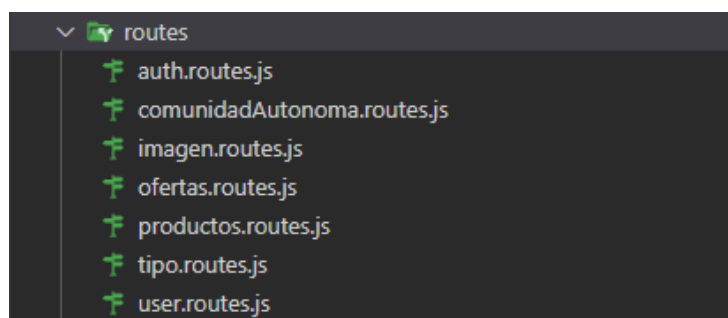 routes
auth.routes.js
comunidadAutonoma.routes.js
imagen.routes.js
ofertas.routes.js
productos.routes.js
tipo.routes.js
user.routes.js